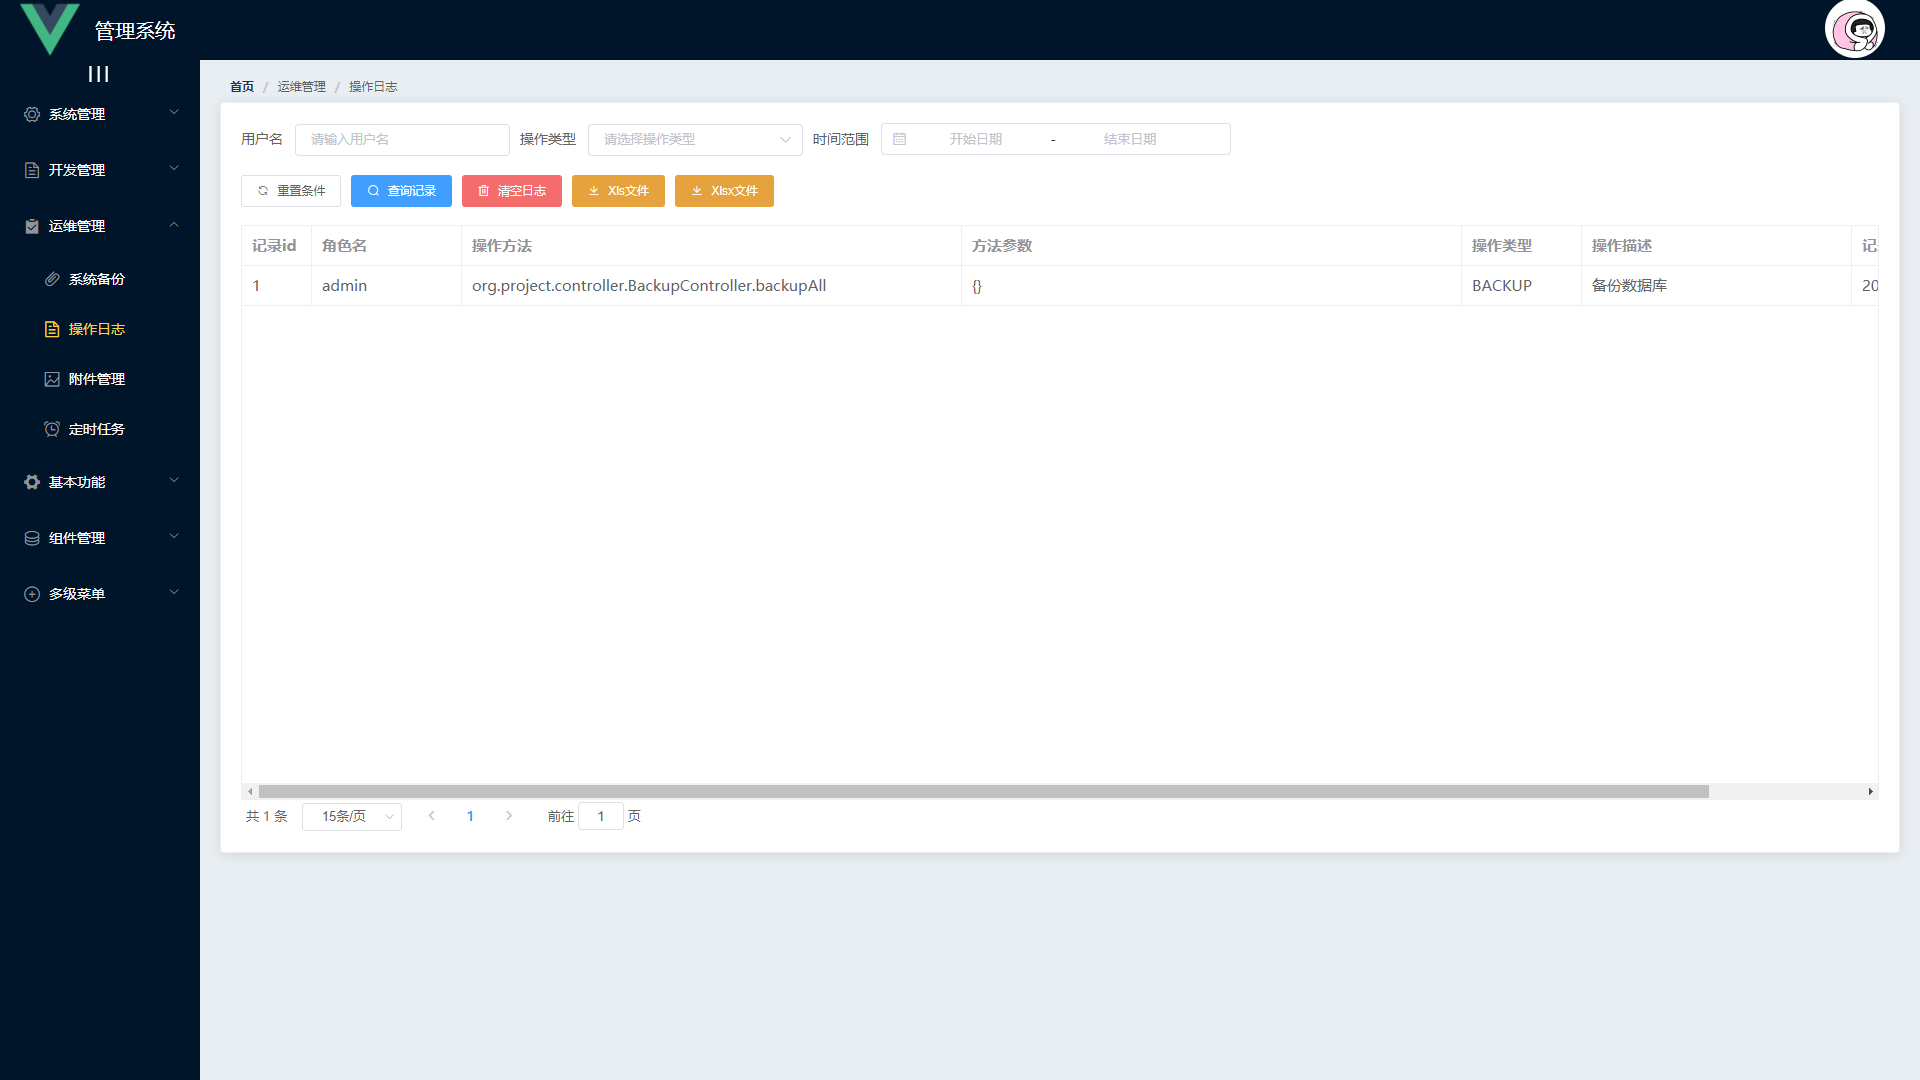 管理系统
系统管理
开发管理
运维管理
系统备份
操作日志
附件管理
定时任务
基本功能
组件管理
多级菜单
首页 / 运维管理 / 操作日志
用户名 请输入用户名 操作类型 请选择操作类型 时间范围 开始日期 - 结束日期
重置条件 查询记录 清空日志 Xls文件 Xlsx文件
记录id 角色名 操作方法 方法参数 操作类型 操作描述 记
1 admin org.project.controller.BackupController.backupAll {} BACKUP 备份数据库 20
共 1 条 15条/页 1 前往 1 页